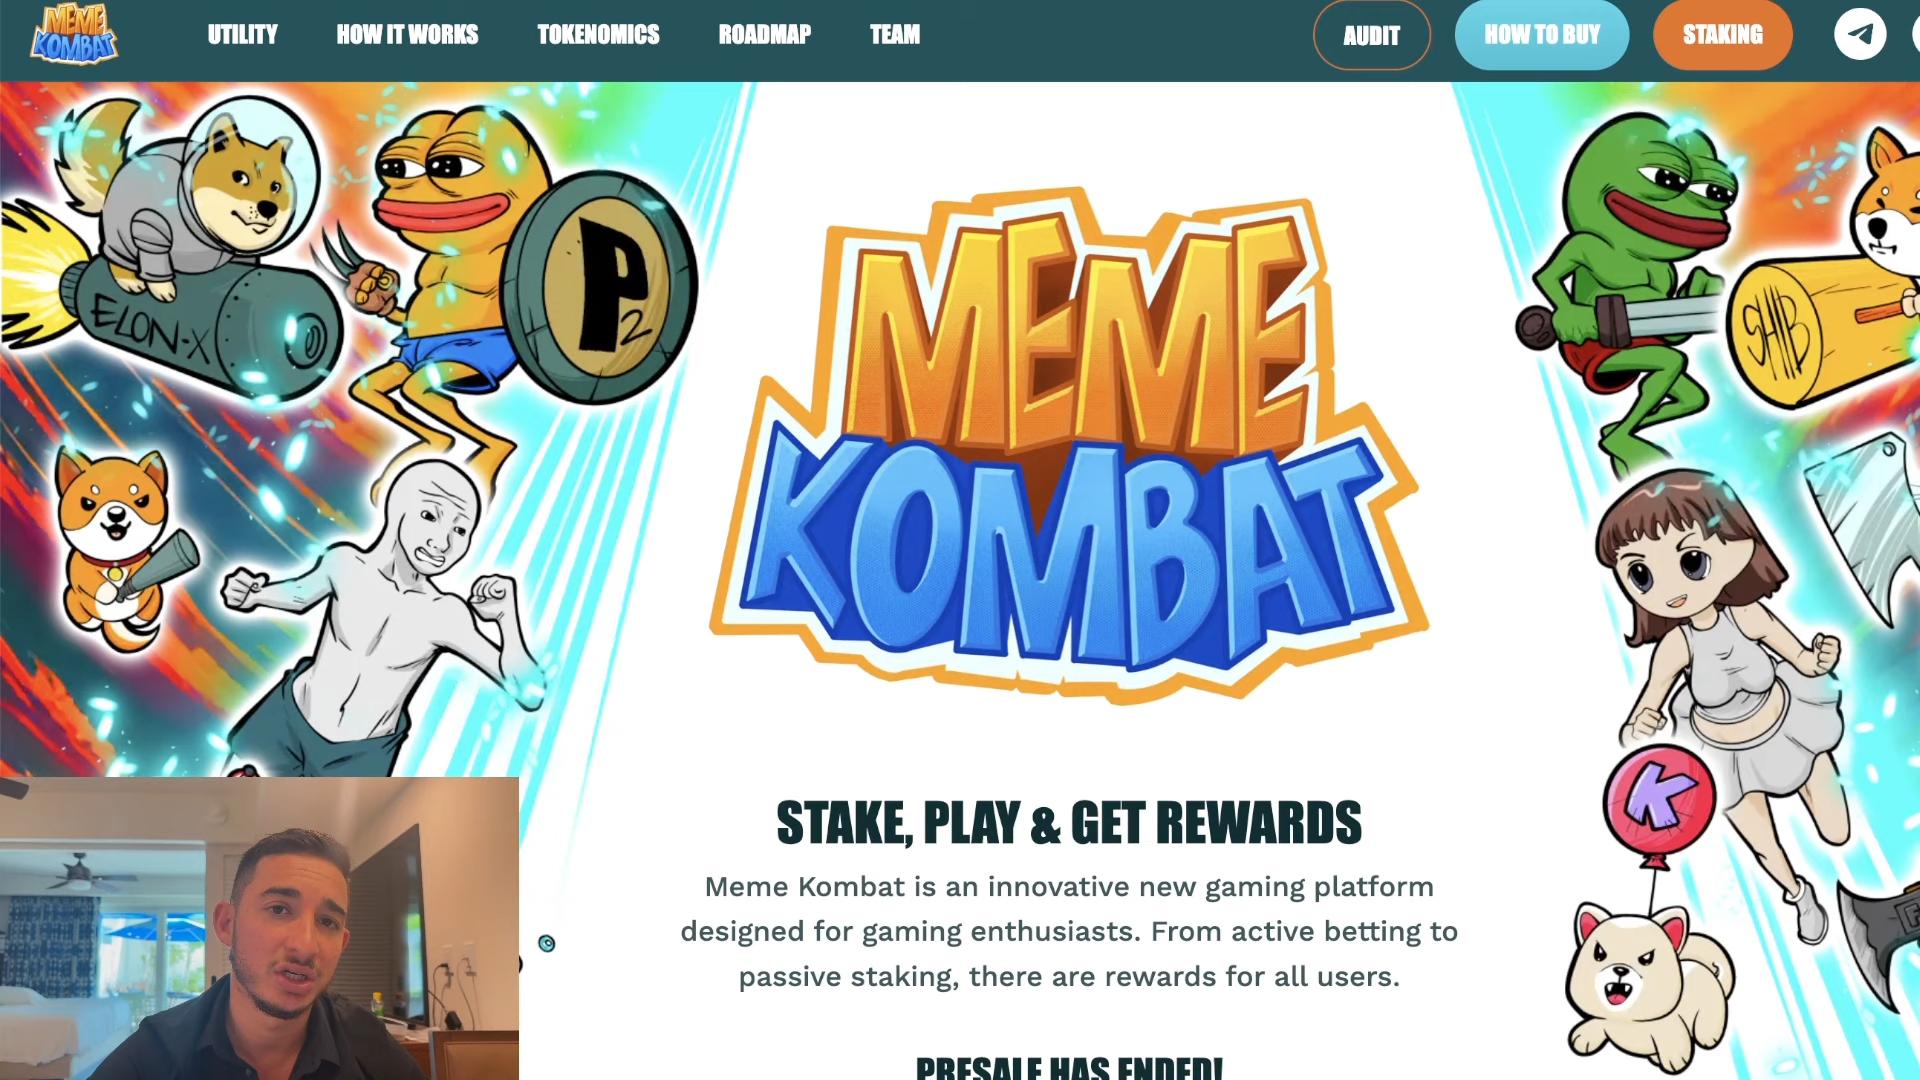 MEME
KOMBAT
UTILITY
HOW IT WORKS
TOKENOMICS
ROADMAP
TEAM
AUDIT
HOW TO BUY
STAKING
ELON-X
P
2
SHIB
K
MEME
KOMBAT
STAKE, PLAY & GET REWARDS
Meme Kombat is an innovative new gaming platform
designed for gaming enthusiasts. From active betting to
passive staking, there are rewards for all users.
PRESALE HAS ENDED!